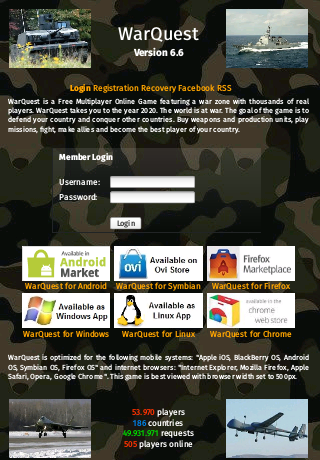 WarQuest
Version 6.6
Login Registration Recovery Facebook RSS
WarQuest is a Free Multiplayer Online Game featuring a war zone with thousands of real
players. WarQuest takes you to the year 2020. The world is at war. The goal of the game is to
defend your country and conquer other countries. Buy weapons and production units, play
missions, fight, make allies and become the best player of your country.
Member Login
Username:
Password:
Login
Available in Android Market
Available on Ovi Store
ovi
Firefox Marketplace
WarQuest for Android WarQuest for Symbian WarQuest for Firefox
Available as Windows App
Available as Linux App
available in the chrome web store
WarQuest for Windows WarQuest for Linux WarQuest for Chrome
WarQuest is optimized for the following mobile systems: "Apple iOS, BlackBerry OS, Android
OS, Symbian OS, Firefox OS" and internet browsers: "Internet Explorer, Mozilla Firefox, Apple
Safari, Opera, Google Chrome". This game is best viewed with browser width set to 500px.
53.970 players
186 countries
49.931.971 requests
505 players online